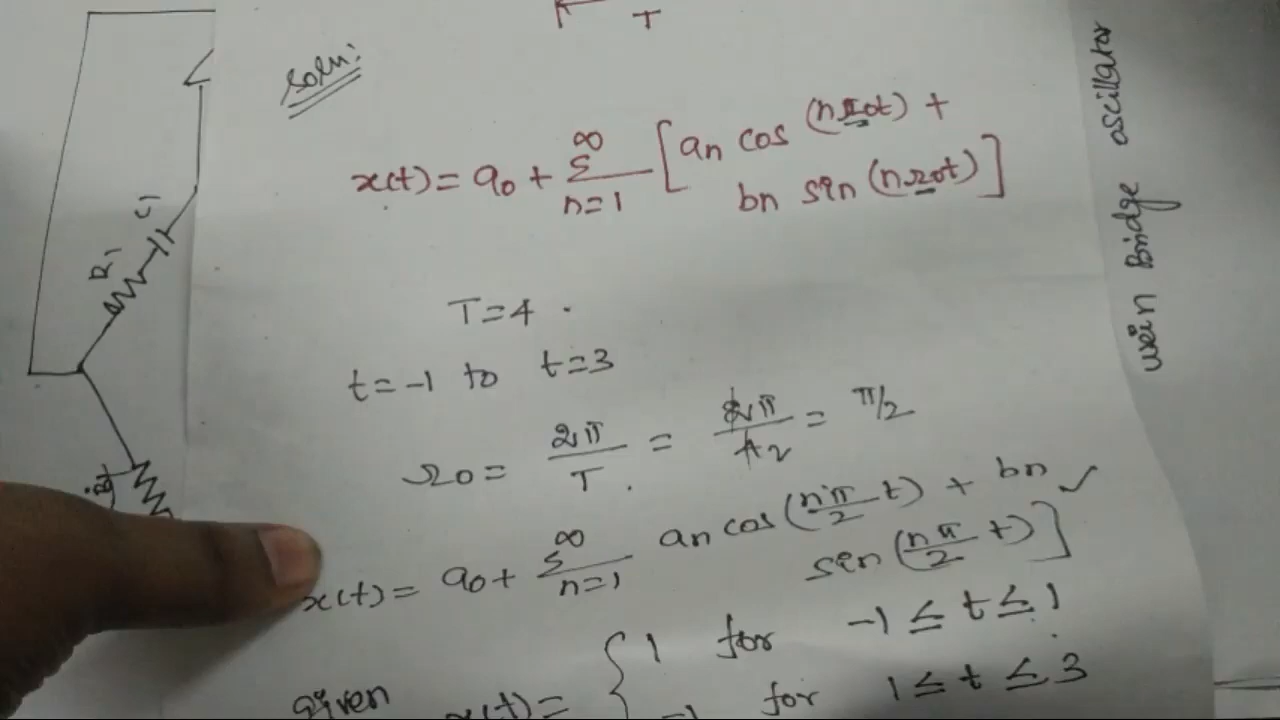 T
Soln:
x(t) = a0 + Σ∞n=1 [an cos (nΩ0t) +
bn sin (nΩ0t)]
T=4.
t=-1 to t=3
Ω0 = 2π/T = 2π/42 = π/2
x(t) = a0 + Σ∞n=1 an cos (nπ/2 t) + bn ✓
sin (nπ/2 t)]
given x(t) = { 1 for -1 ≤ t ≤ 1
-1 for 1 ≤ t ≤ 3
R1 C1
wein Bridge oscillator